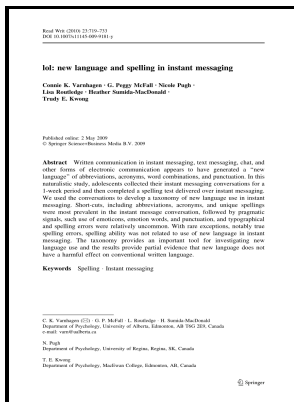 Read Writ (2010) 23:719–733
DOI 10.1007/s11145-009-9181-y
lol: new language and spelling in instant messaging
Connie K. Varnhagen · G. Peggy McFall · Nicole Pugh ·
Lisa Routledge · Heather Sumida-MacDonald ·
Trudy E. Kwong
Published online: 2 May 2009
© Springer Science+Business Media B.V. 2009
Abstract Written communication in instant messaging, text messaging, chat, and
other forms of electronic communication appears to have generated a “new
language” of abbreviations, acronyms, word combinations, and punctuation. In this
naturalistic study, adolescents collected their instant messaging conversations for a
1-week period and then completed a spelling test delivered over instant messaging.
We used the conversations to develop a taxonomy of new language use in instant
messaging. Short-cuts, including abbreviations, acronyms, and unique spellings
were most prevalent in the instant message conversation, followed by pragmatic
signals, such use of emoticons, emotion words, and punctuation, and typographical
and spelling errors were relatively uncommon. With rare exceptions, notably true
spelling errors, spelling ability was not related to use of new language in instant
messaging. The taxonomy provides an important tool for investigating new
language use and the results provide partial evidence that new language does not
have a harmful effect on conventional written language.
Keywords Spelling · Instant messaging
C. K. Varnhagen (✉) · G. P. McFall · L. Routledge · H. Sumida-MacDonald
Department of Psychology, University of Alberta, Edmonton, AB T6G 2E9, Canada
e-mail: varn@ualberta.ca
N. Pugh
Department of Psychology, University of Regina, Regina, SK, Canada
T. E. Kwong
Department of Psychology, MacEwan College, Edmonton, AB, Canada
Springer